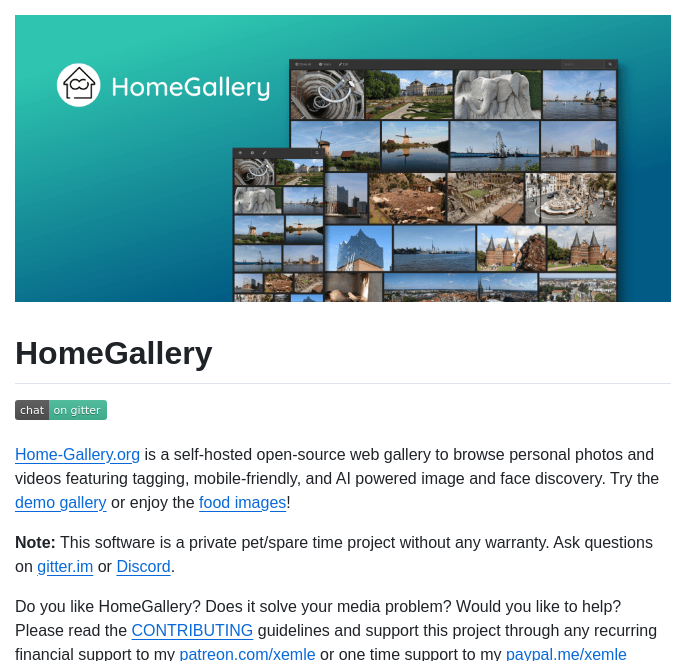 HomeGallery
HomeGallery
chat on gitter
Home-Gallery.org is a self-hosted open-source web gallery to browse personal photos and
videos featuring tagging, mobile-friendly, and AI powered image and face discovery. Try the
demo gallery or enjoy the food images!
Note: This software is a private pet/spare time project without any warranty. Ask questions
on gitter.im or Discord.
Do you like HomeGallery? Does it solve your media problem? Would you like to help?
Please read the CONTRIBUTING guidelines and support this project through any recurring
financial support to my patreon.com/xemle or one time support to my paypal.me/xemle